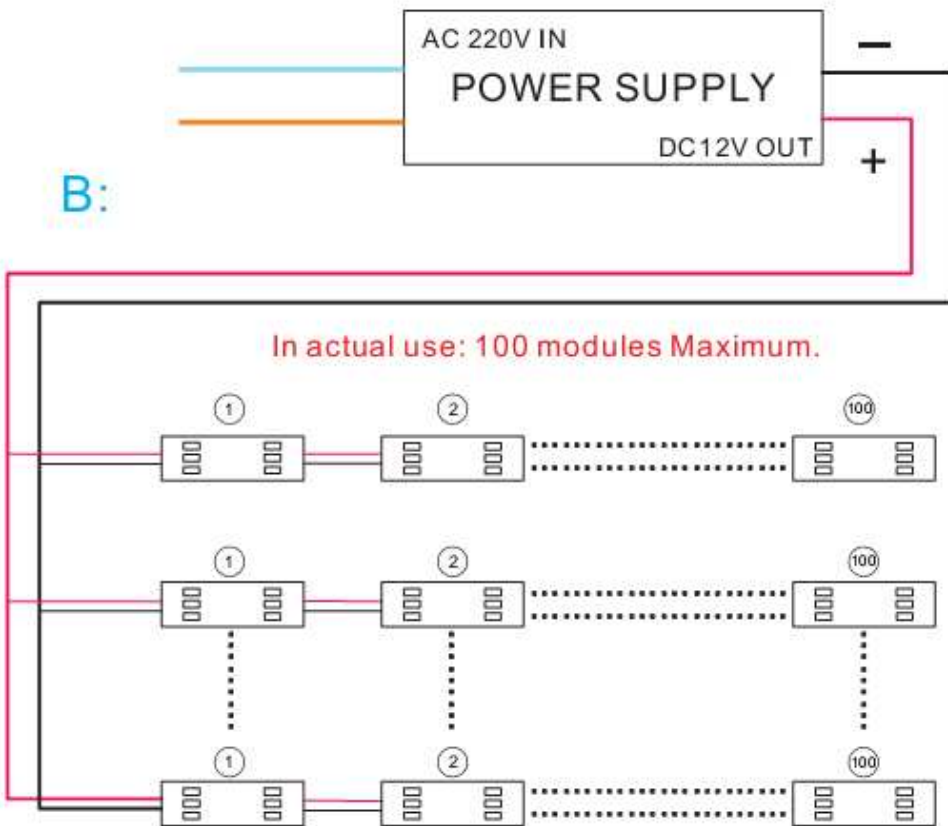 AC 220V IN
−
POWER SUPPLY
DC12V OUT
+
B:
In actual use: 100 modules Maximum.
1 2 100
1 2 100
1 2 100